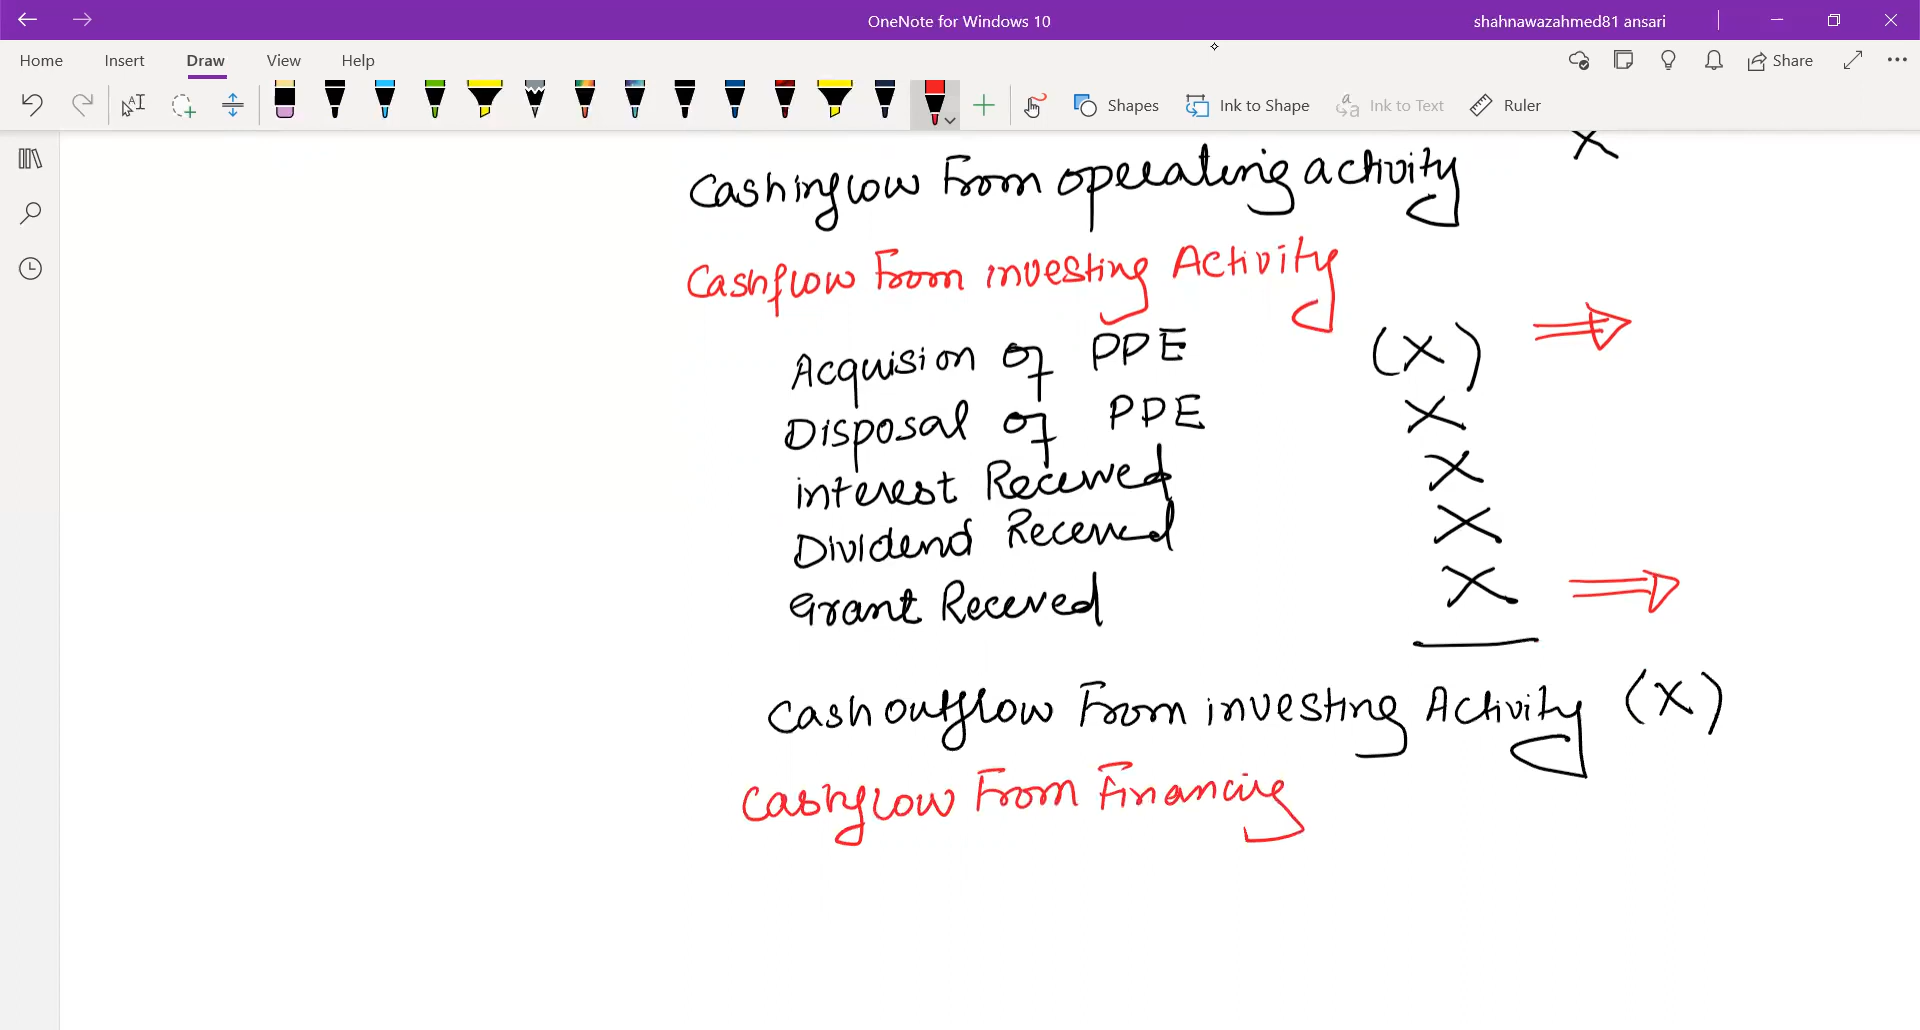 OneNote for Windows 10
shahnawazahmed81 ansari
Home Insert Draw View Help
Share
Shapes Ink to Shape Ink to Text Ruler
X
Cashinflow From operating activity
Cashflow From investing Activity
Acquision of PPE (X)
Disposal of PPE X
interest Received X
Dividend Received X
Grant Receved X
Cash outflow From investing Activity (X)
Cashflow From Financing